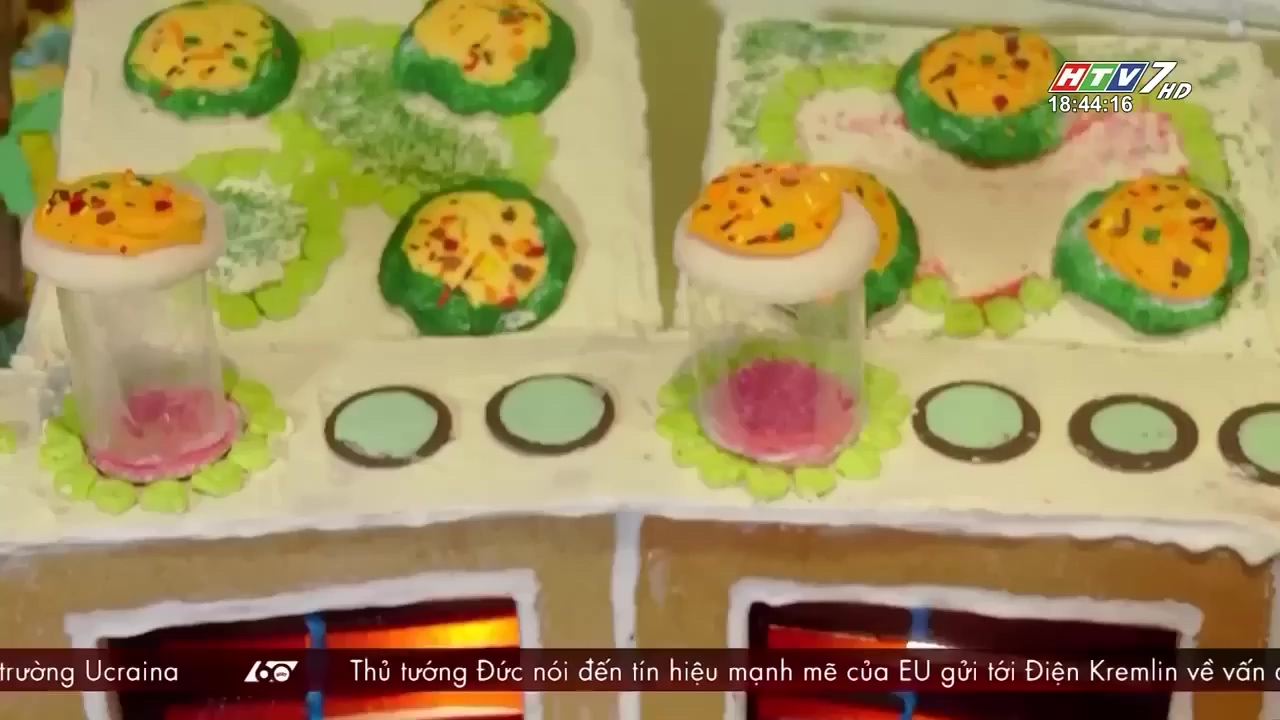 HTV7 HD
18:44:16
trường Ucraina 60 giây Thủ tướng Đức nói đến tín hiệu mạnh mẽ của EU gửi tới Điện Kremlin về vấn